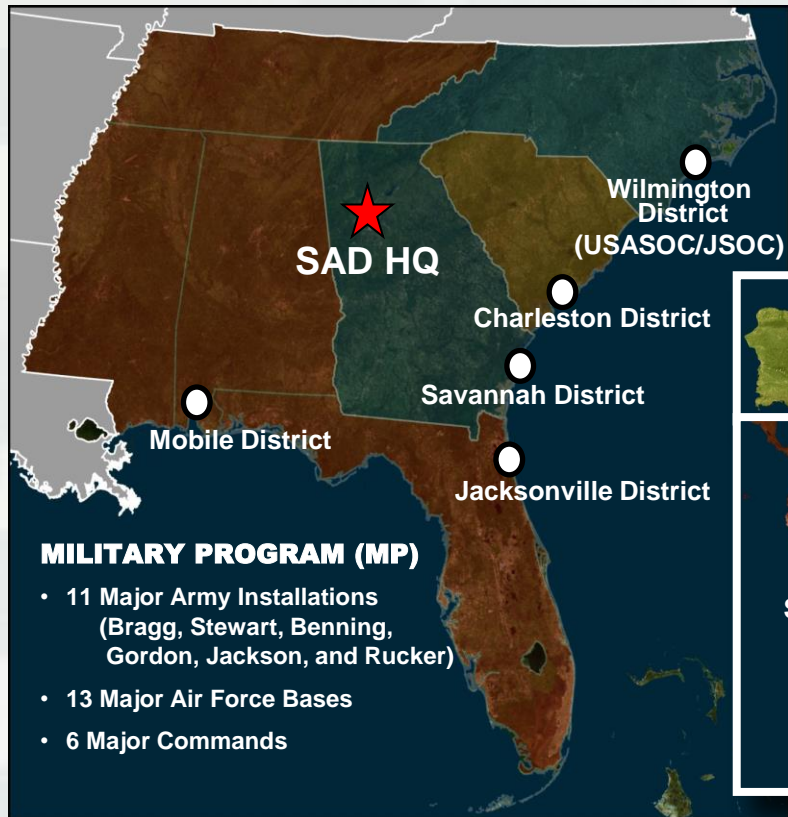 Wilmington
District
(USASOC/JSOC)
SAD HQ
Charleston District
Savannah District
Mobile District
Jacksonville District
MILITARY PROGRAM (MP)
• 11 Major Army Installations
(Bragg, Stewart, Benning,
Gordon, Jackson, and Rucker)
• 13 Major Air Force Bases
• 6 Major Commands